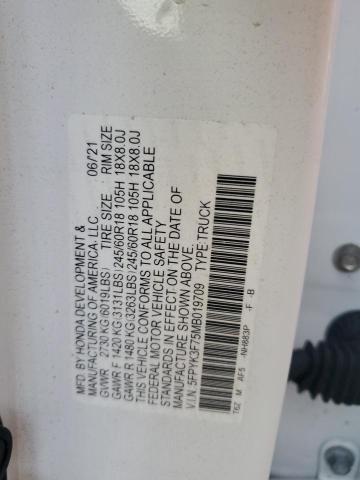 MFD. BY HONDA DEVELOPMENT &
MANUFACTURING OF AMERICA, LLC 06/21
GVWR 2730 KG(6019LBS) TIRE SIZE RIM SIZE
GAWR F 1420 KG(3131LBS) 245/60R18 105H 18X8.0J
GAWR R 1480 KG(3263LBS) 245/60R18 105H 18X8.0J
THIS VEHICLE CONFORMS TO ALL APPLICABLE
FEDERAL MOTOR VEHICLE SAFETY
STANDARDS IN EFFECT ON THE DATE OF
MANUFACTURE SHOWN ABOVE.
V.I.N. 5FPYK3F75MB019709 TYPE:TRUCK
T6Z M AF5 -NH883P -F -B